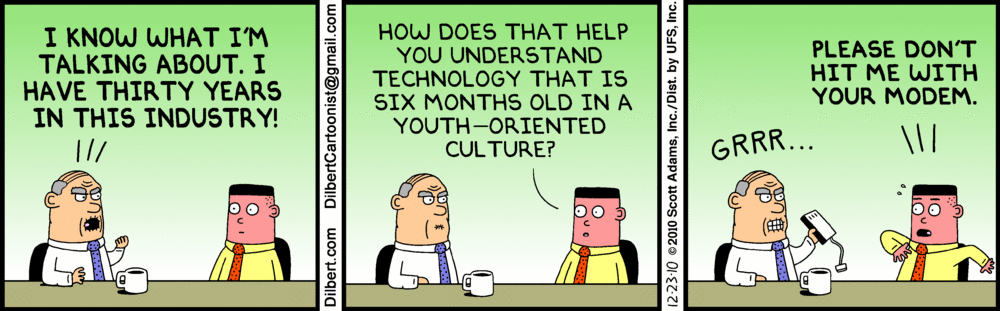 I KNOW WHAT I'M
TALKING ABOUT. I
HAVE THIRTY YEARS
IN THIS INDUSTRY!
Dilbert.com DilbertCartoonist@gmail.com
HOW DOES THAT HELP
YOU UNDERSTAND
TECHNOLOGY THAT IS
SIX MONTHS OLD IN A
YOUTH—ORIENTED
CULTURE?
12-23-10 © 2010 Scott Adams, Inc./Dist. by UFS, Inc.
GRRR...
PLEASE DON'T
HIT ME WITH
YOUR MODEM.